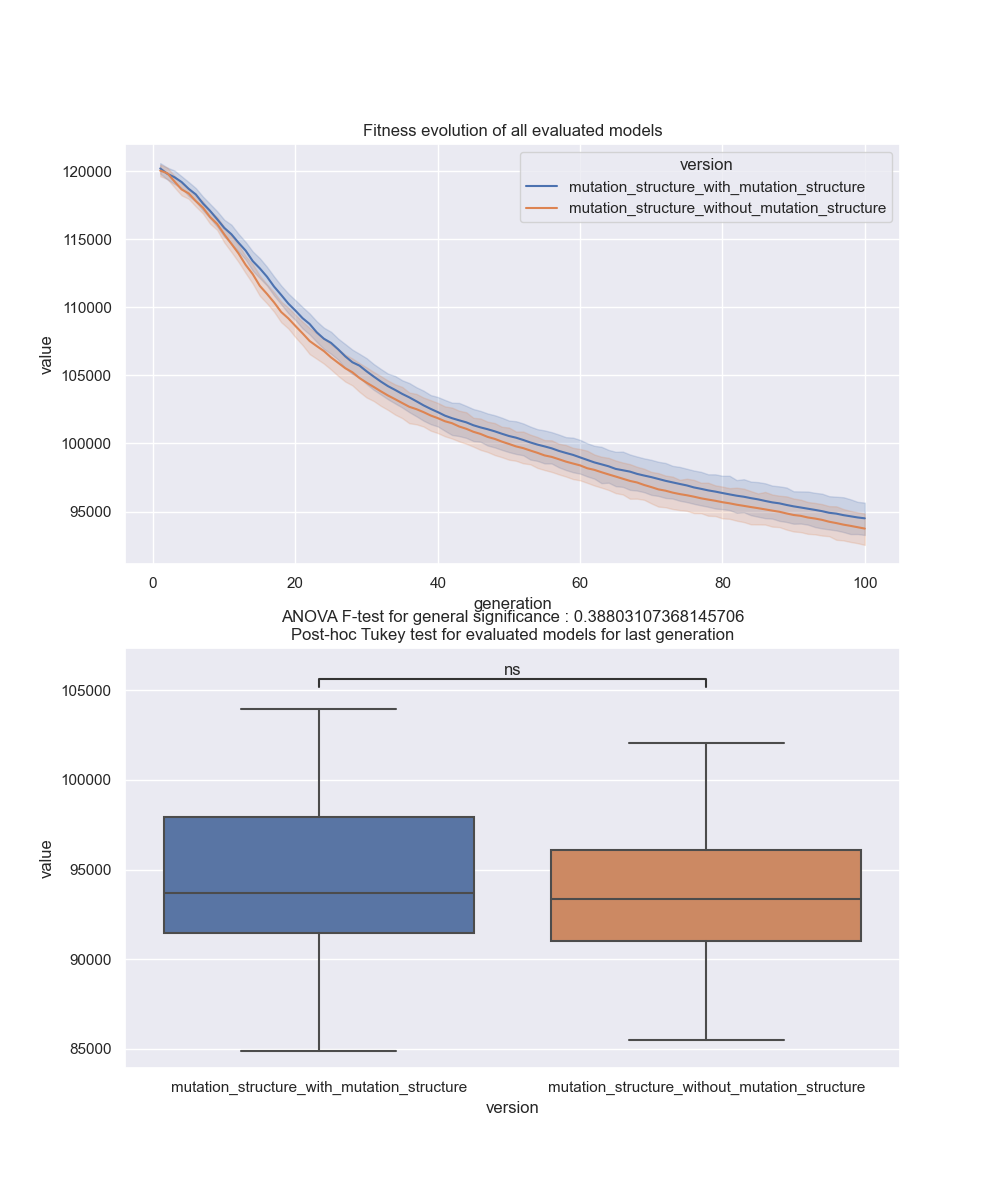 Fitness evolution of all evaluated models
version
mutation_structure_with_mutation_structure
mutation_structure_without_mutation_structure
120000
115000
110000
105000
100000
95000
value
0 20 40 60 80 100
generation
ANOVA F-test for general significance : 0.38803107368145706
Post-hoc Tukey test for evaluated models for last generation
ns
105000
100000
95000
90000
85000
value
mutation_structure_with_mutation_structure mutation_structure_without_mutation_structure
version